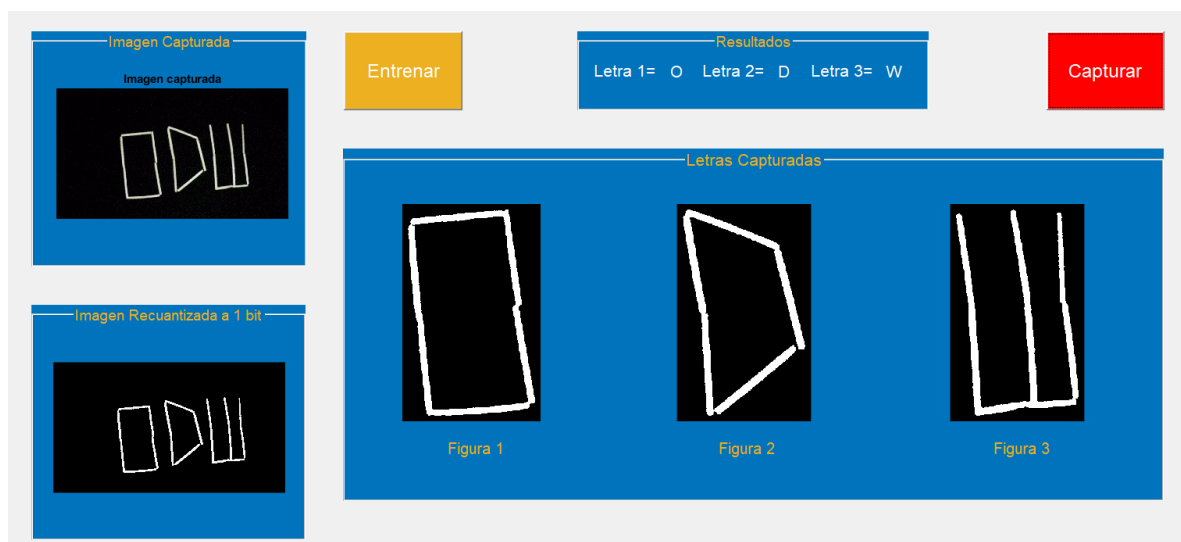 Imagen Capturada
Imagen capturada
Entrenar
Resultados
Letra 1= O Letra 2= D Letra 3= W
Capturar
Letras Capturadas
Figura 1
Figura 2
Figura 3
Imagen Recuantizada a 1 bit